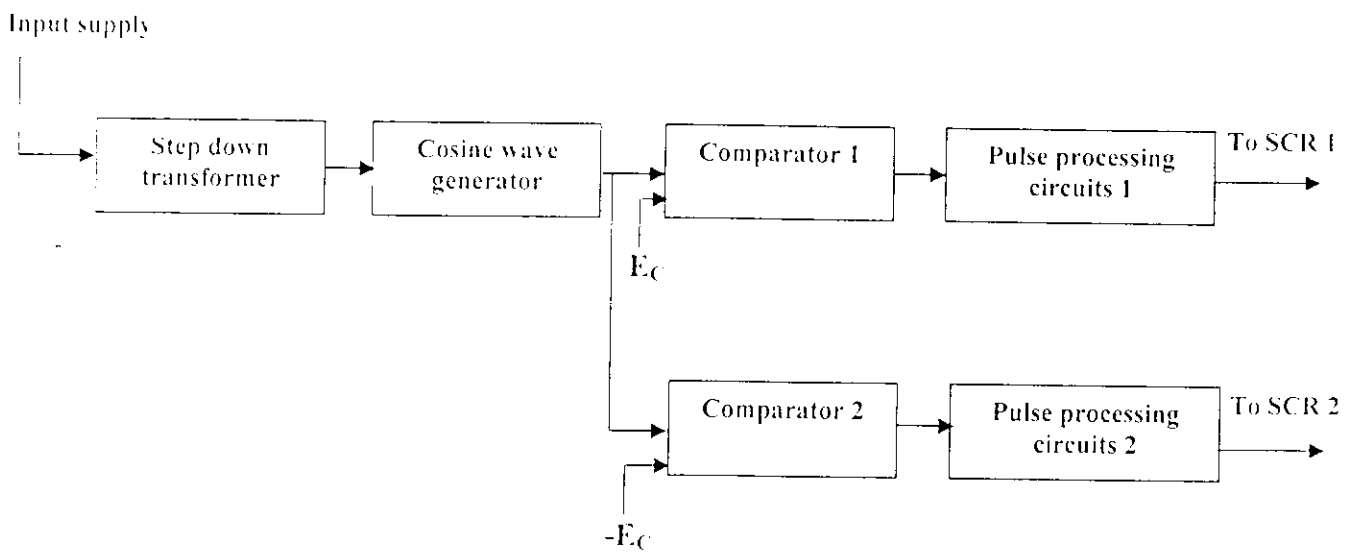 Input supply
Step down
transformer
Cosine wave
generator
Comparator 1
Pulse processing
circuits 1
To SCR 1
E_C
Comparator 2
Pulse processing
circuits 2
To SCR 2
-E_C